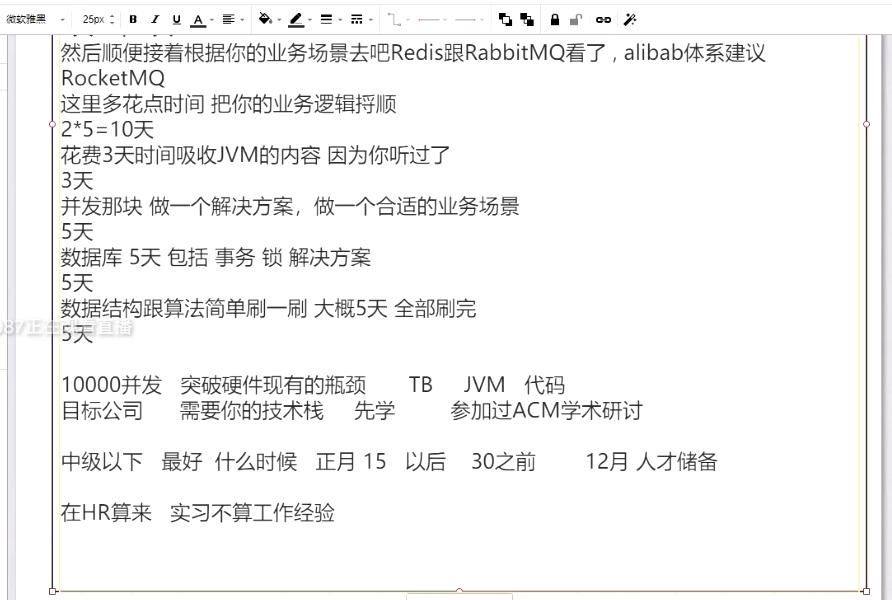 微软雅黑 25px B I U A
然后顺便接着根据你的业务场景去吧Redis跟RabbitMQ看了 , alibab体系建议
RocketMQ
这里多花点时间 把你的业务逻辑捋顺
2*5=10天
花费3天时间吸收JVM的内容 因为你听过了
3天
并发那块 做一个解决方案，做一个合适的业务场景
5天
数据库 5天 包括 事务 锁 解决方案
5天
数据结构跟算法简单刷一刷 大概5天 全部刷完
5天
10000并发 突破硬件现有的瓶颈 TB JVM 代码
目标公司 需要你的技术栈 先学 参加过ACM学术研讨
中级以下 最好 什么时候 正月 15 以后 30之前 12月 人才储备
在HR算来 实习不算工作经验